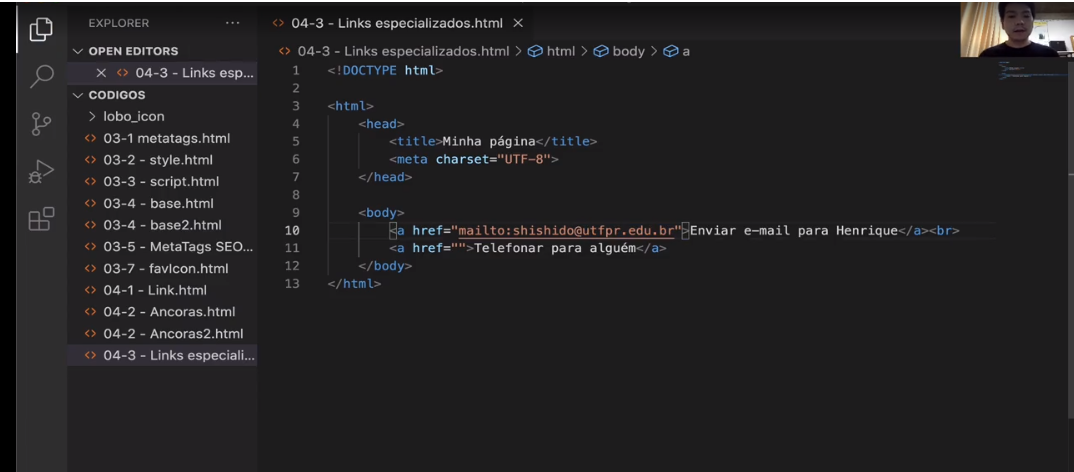 EXPLORER ···
OPEN EDITORS
04-3 - Links esp...
CODIGOS
lobo_icon
03-1 metatags.html
03-2 - style.html
03-3 - script.html
03-4 - base.html
03-4 - base2.html
03-5 - MetaTags SEO...
03-7 - favIcon.html
04-1 - Link.html
04-2 - Ancoras.html
04-2 - Ancoras2.html
04-3 - Links especiali...
04-3 - Links especializados.html
04-3 - Links especializados.html > html > body > a
1 <!DOCTYPE html>
2
3 <html>
4 <head>
5 <title>Minha página</title>
6 <meta charset="UTF-8">
7 </head>
8
9 <body>
10 <a href="mailto:shishido@utfpr.edu.br">Enviar e-mail para Henrique</a><br>
11 <a href="">Telefonar para alguém</a>
12 </body>
13 </html>